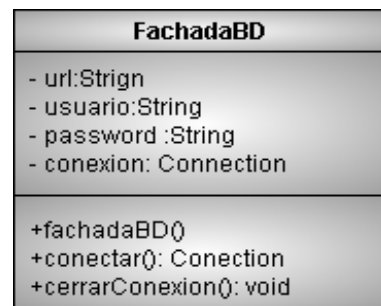 FachadaBD
- url:Strign
- usuario:String
- password :String
- conexion: Connection
+fachadaBD()
+conectar(): Conection
+cerrarConexion(): void